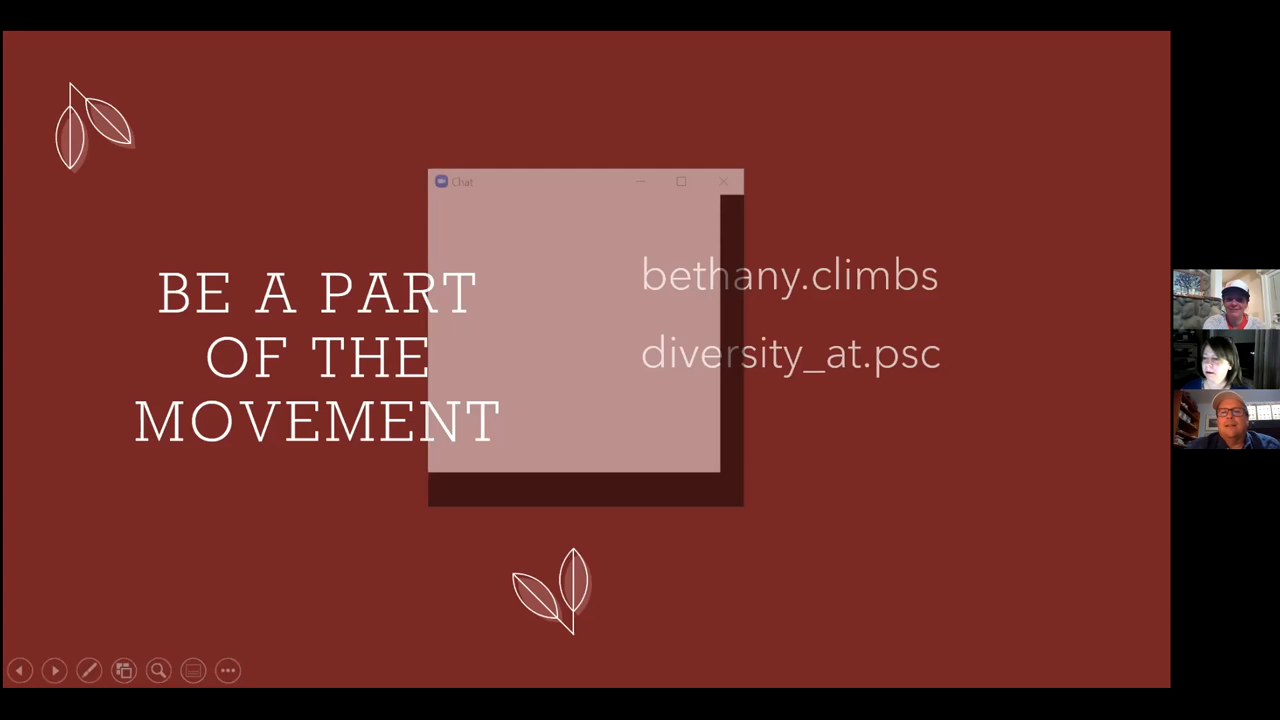 Chat
BE A PART
OF THE
MOVEMENT
bethany.climbs
diversity_at.psc